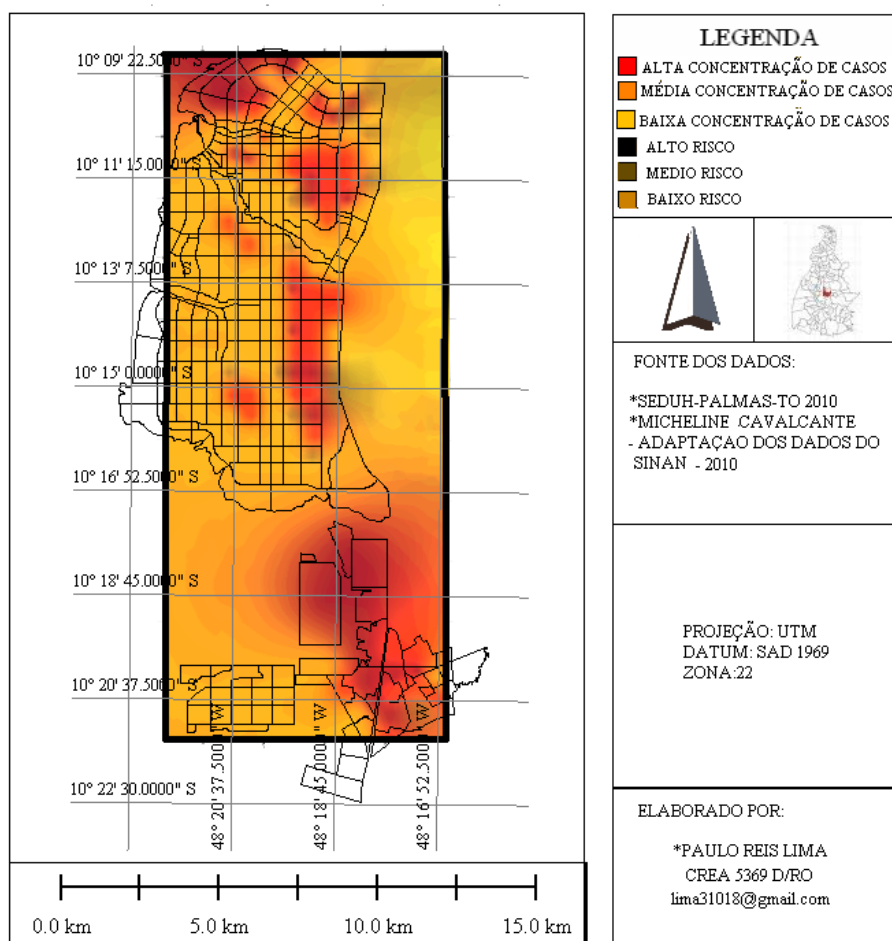 10° 09' 22.5000" S
10° 11' 15.0000" S
10° 13' 7.5000" S
10° 15' 0.0000" S
10° 16' 52.5000" S
10° 18' 45.0000" S
10° 20' 37.5000" S
10° 22' 30.0000" S
48° 20' 37.5000" W
48° 18' 45.0000" W
48° 16' 52.5000" W
0.0 km
5.0 km
10.0 km
15.0 km
LEGENDA
ALTA CONCENTRAÇÃO DE CASOS
MÉDIA CONCENTRAÇÃO DE CASOS
BAIXA CONCENTRAÇÃO DE CASOS
ALTO RISCO
MEDIO RISCO
BAIXO RISCO
FONTE DOS DADOS:
*SEDUH-PALMAS-TO 2010
*MICHELINE CAVALCANTE
- ADAPTAÇAO DOS DADOS DO
SINAN - 2010
PROJEÇÃO: UTM
DATUM: SAD 1969
ZONA:22
ELABORADO POR:
*PAULO REIS LIMA
CREA 5369 D/RO
lima31018@gmail.com